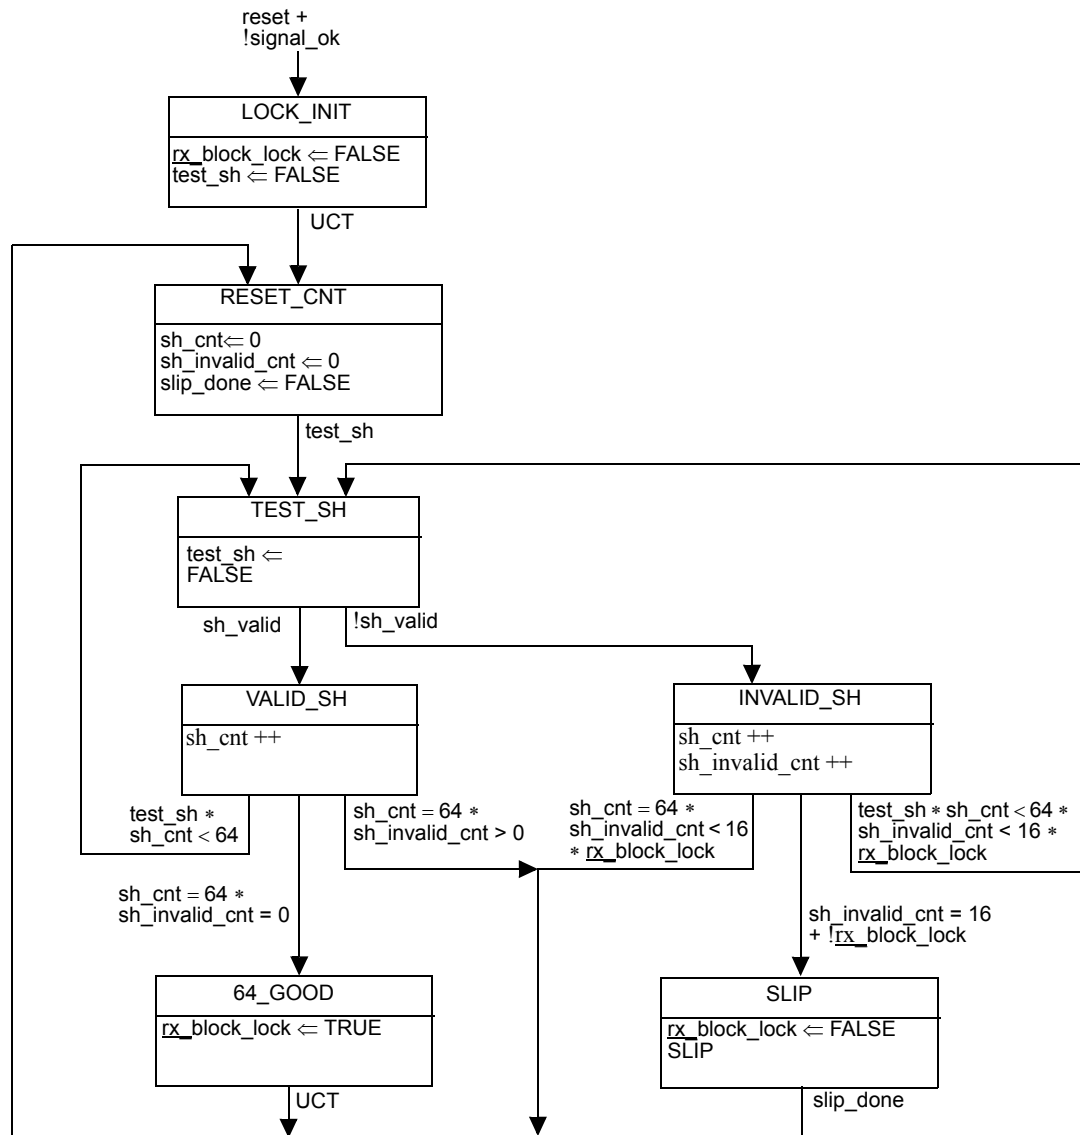 reset +
!signal_ok
LOCK_INIT
rx_block_lock ⇐ FALSE
test_sh ⇐ FALSE
UCT
RESET_CNT
sh_cnt⇐ 0
sh_invalid_cnt ⇐ 0
slip_done ⇐ FALSE
test_sh
TEST_SH
test_sh ⇐
FALSE
sh_valid
!sh_valid
VALID_SH
sh_cnt ++
INVALID_SH
sh_cnt ++
sh_invalid_cnt ++
test_sh *
sh_cnt < 64
sh_cnt = 64 *
sh_invalid_cnt > 0
sh_cnt = 64 *
sh_invalid_cnt < 16
* rx_block_lock
test_sh * sh_cnt < 64 *
sh_invalid_cnt < 16 *
rx_block_lock
sh_cnt = 64 *
sh_invalid_cnt = 0
sh_invalid_cnt = 16
+ !rx_block_lock
64_GOOD
rx_block_lock ⇐ TRUE
UCT
SLIP
rx_block_lock ⇐ FALSE
SLIP
slip_done